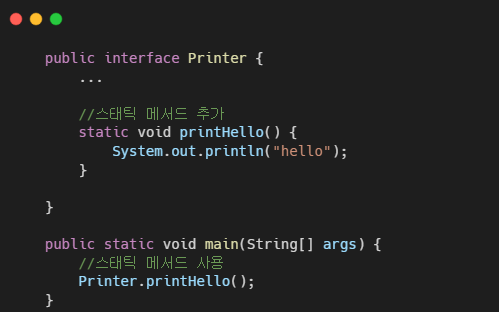 public interface Printer {
...
//스태틱 메서드 추가
static void printHello() {
System.out.println("hello");
}
}
public static void main(String[] args) {
//스태틱 메서드 사용
Printer.printHello();
}